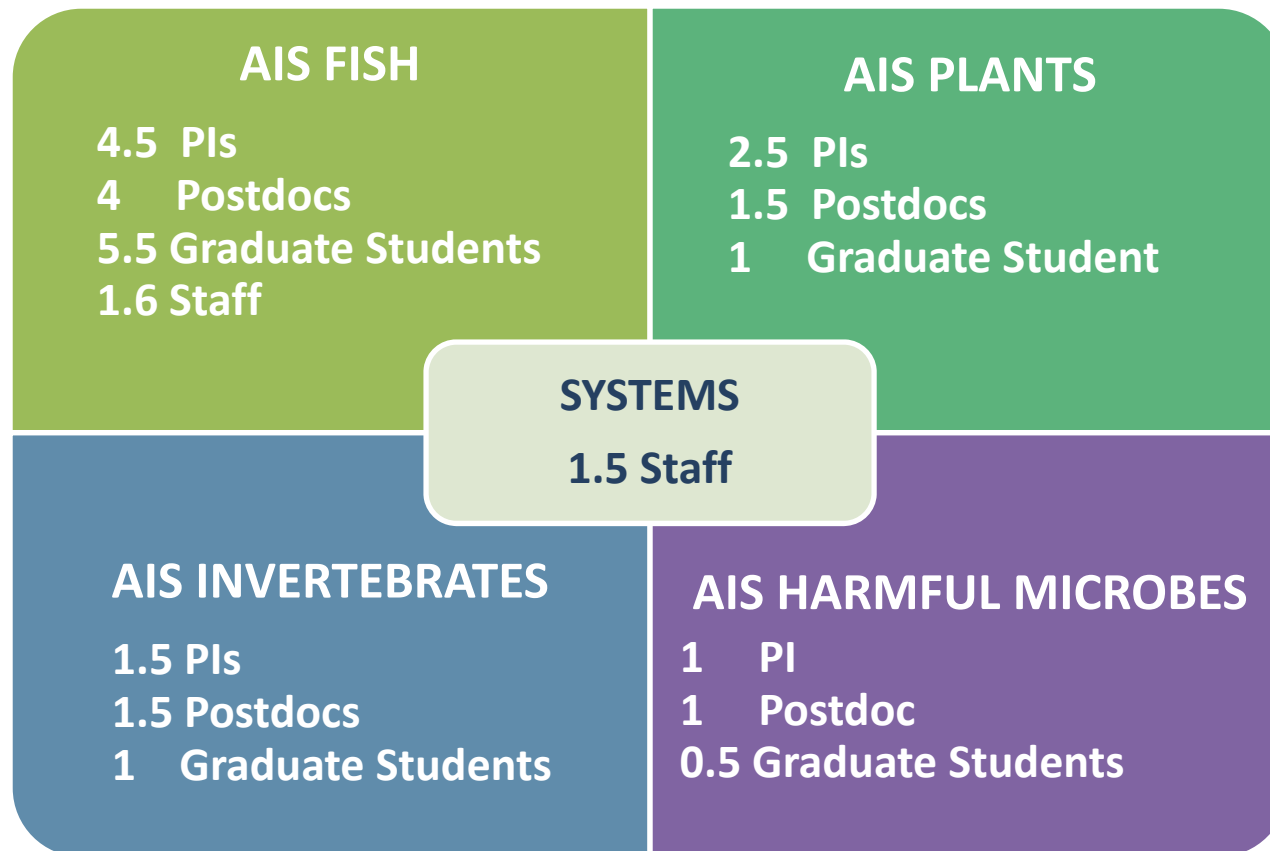 AIS FISH
4.5 PIs
4 Postdocs
5.5 Graduate Students
1.6 Staff
AIS PLANTS
2.5 PIs
1.5 Postdocs
1 Graduate Student
SYSTEMS
1.5 Staff
AIS INVERTEBRATES
1.5 PIs
1.5 Postdocs
1 Graduate Students
AIS HARMFUL MICROBES
1 PI
1 Postdoc
0.5 Graduate Students